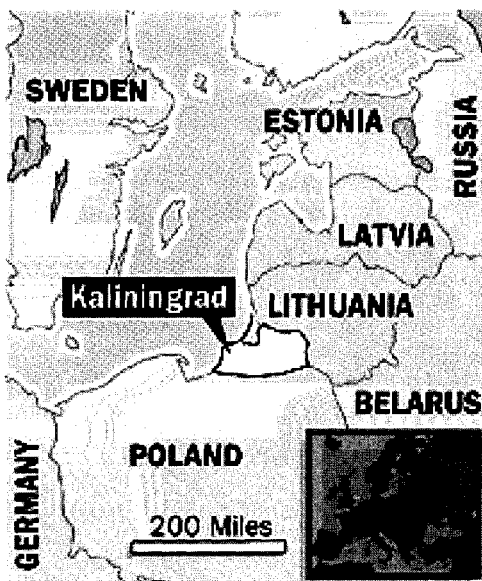 SWEDEN
ESTONIA
RUSSIA
LATVIA
Kaliningrad
LITHUANIA
BELARUS
POLAND
GERMANY
200 Miles